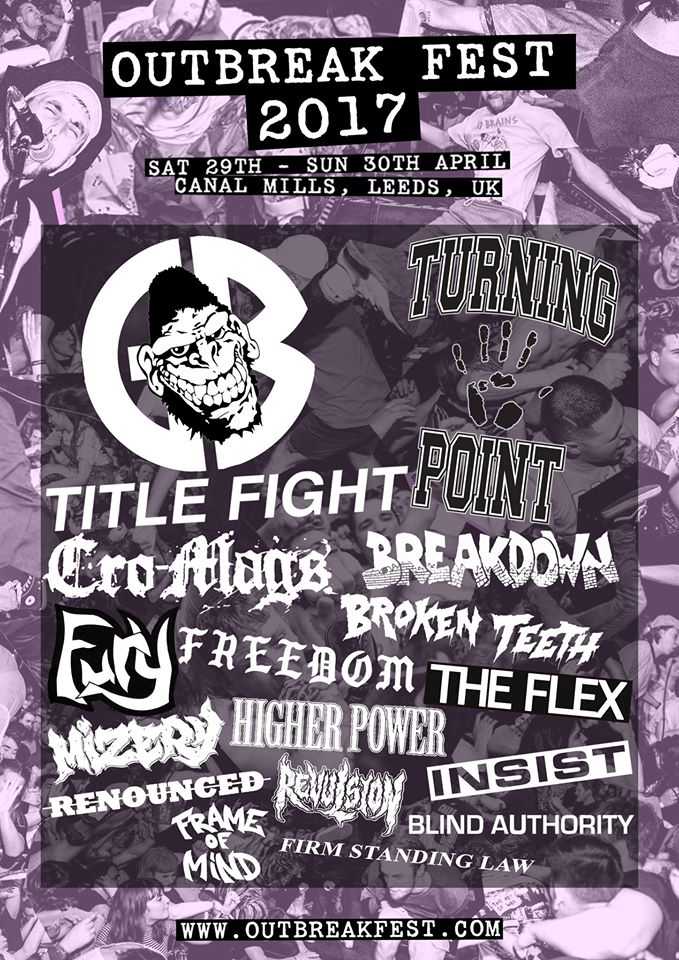 OUTBREAK FEST
2017
SAT 29TH - SUN 30TH APRIL
CANAL MILLS, LEEDS, UK
BRAINS
GB
TURNING
POINT
TITLE FIGHT
Cro-Mags
BREAKDOWN
BROKEN TEETH
Fury
FREEDOM
THE FLEX
MIZERY
HIGHER POWER
INSIST
RENOUNCED
REVULSION
BLIND AUTHORITY
FRAME
OF
MiND
FIRM STANDING LAW
WWW.OUTBREAKFEST.COM